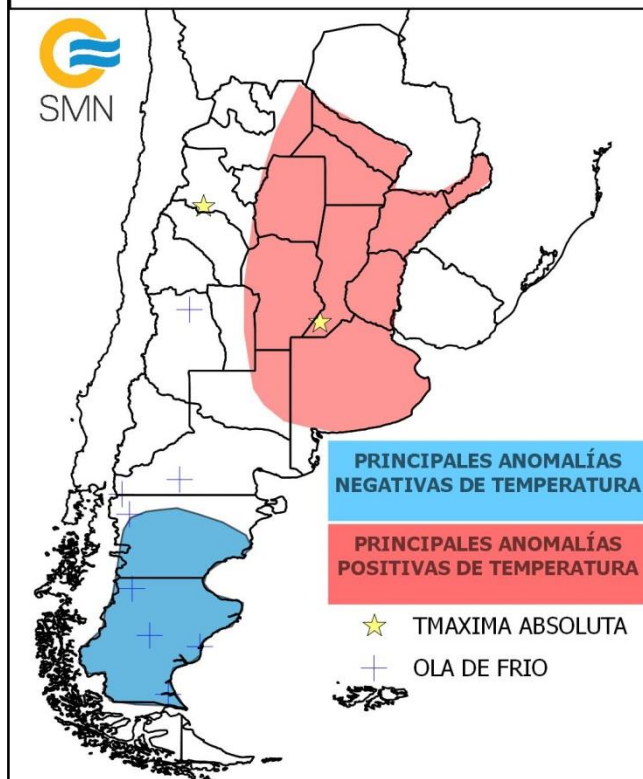 SMN
PRINCIPALES ANOMALÍAS
NEGATIVAS DE TEMPERATURA
PRINCIPALES ANOMALÍAS
POSITIVAS DE TEMPERATURA
TMAXIMA ABSOLUTA
OLA DE FRIO